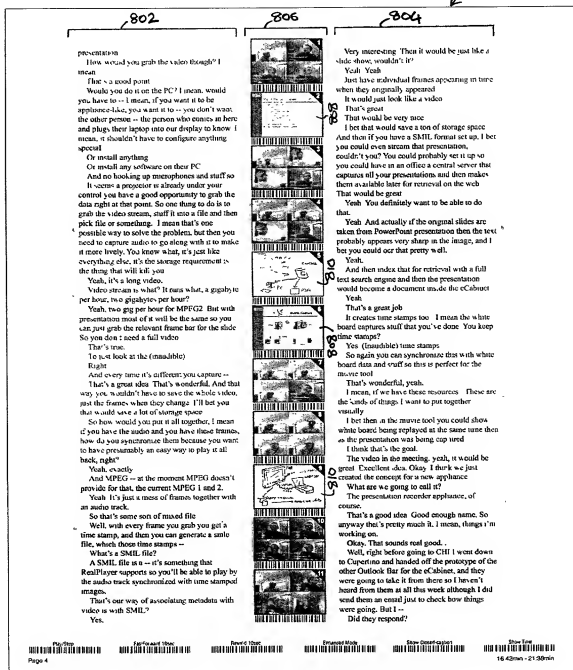 802
806
804
presentation
How would you grab the video though? I
mean
That's a good point
Would you do it on the PC? I mean, would
you have to -- I mean, if you want it to be
appliance-like, you want it to -- you don't want
the other person -- the person who comes in here
and plugs their laptop into our display to know I
mean, it shouldn't have to configure anything
special
Or install anything
Or install any software on their PC
And no hooking up microphones and stuff so
It seems a projector is already under your
control you have a good opportunity to grab the
data right at that point. So one thing to do is to
grab the video stream, stuff it into a file and then
pick file or something. I mean that's one
possible way to solve the problem, but then you
need to capture audio to go along with it to make
it more lively. You know what, it's just like
everything else, it's the storage requirement is
the thing that will kill you
Yeah, it's a long video.
Video stream is what? It runs what, a gigabyte
per hour, two gigabytes per hour?
Yeah, two gig per hour for MPEG2 But with
presentation most of it will be the same so you
can just grab the relevant frame bar for the slide
So you don t need a full video
That's true.
To just look at the (inaudible)
Right
And every time it's different you capture --
That's a great idea That's wonderful, And that
way you wouldn't have to save the whole video,
just the frames when they change I'll bet you
that would save a lot of storage space
So how would you put it all together, I mean
if you have the audio and you have these frames,
how do you synchronize them because you want
to have presumably an easy way to play it all
back, right?
Yeah, exactly
And MPEG -- at the moment MPEG doesn't
provide for that, the current MPEG 1 and 2.
Yeah It's just a mess of frames together with
an audio track.
So that's some sort of mixed file
Well, with every frame you grab you get a
time stamp, and then you can generate a smile
file, which those time stamps --
What's a SMIL file?
A SMIL file is a -- it's something that
RealPlayer supports so you'll be able to play by
the audio track synchronized with time stamped
images.
That's our way of associating metadata with
video is with SMIL?
Yes.
1
2
808
3
4
5
810
6
808
7
8
9
810
10
11
Very interesting Then it would be just like a
slide show, wouldn't it?
Yeah Yeah
Just have individual frames appearing in time
when they originally appeared
It would just look like a video
That's great
That would be very nice
I bet that would save a ton of storage space
And then if you have a SMIL format set up, I bet
you could even stream that presentation,
couldn't you? You could probably set it up so
you could have in an office a central server that
captures all your presentations and then makes
them available later for retrieval on the web
That would be great
Yeah You definitely want to be able to do
that.
Yeah And actually if the original slides are
taken from PowerPoint presentation then the text
probably appears very sharp in the image, and I
bet you could ocr that pretty well.
Yeah.
And then index that for retrieval with a full
text search engine and then the presentation
would become a document inside the eCabinet
Yeah
That's a great job
It creates time stamps too I mean the white
board captures stuff that you've done You keep
time stamps?
Yes (Inaudible) time stamps
So again you can synchronize this with white
board data and stuff so this is perfect for the
muvie tool
That's wonderful, yeah.
I mean, if we have these resources These are
the kinds of things I want to put together
visually
I bet then in the muvie tool you could show
white board being replayed at the same time then
as the presentation was being captured
I think that's the goal.
The video in the meeting, yeah, it would be
great Excellent idea. Okay I think we just
created the concept for a new appliance
What are we going to call it?
The presentation recorder appliance, of
course.
That's a good idea Good enough name. So
anyway that's pretty much it. I mean, things I'm
working on.
Okay. That sounds real good. .
Well, right before going to CHI I went down
to Cupertino and handed off the prototype of the
other Outlook Bar for the eCabinet, and they
were going to take it from there so I haven't
heard from them at all this week although I did
send them an email just to check how things
were going. But I --
Did they respond?
Play/Stop
Fast-Forward 10sec
Rewind 10sec
Enhanced Mode
Show Closed-caption
Show Time
Page 4
16 42min - 21:38min